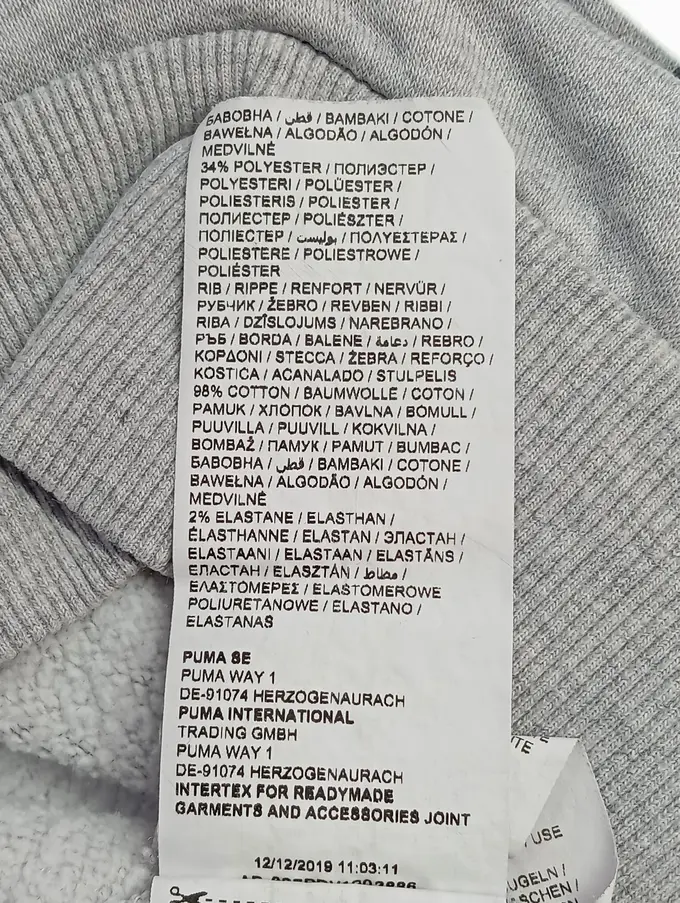 БАВОВНА / قطن / BAMBAKI / COTONE /
BAWEŁNA / ALGODÃO / ALGODÓN /
MEDVILNĖ
34% POLYESTER / ПОЛИЭСТЕР /
POLYESTERI / POLÜESTER /
POLIESTERIS / POLIESTER /
ПОЛИЕСТЕР / POLIÉSZTER /
ПОЛІЕСТЕР / بوليستر / ΠΟΛΥΕΣΤΕΡΑΣ /
POLIESTERE / POLIESTROWE /
POLIÉSTER
RIB / RIPPE / RENFORT / NERVÜR /
РУБЧИК / ŽEBRO / REVBEN / RIBBI /
RIBA / DZĪSLOJUMS / NAREBRANO /
РЪБ / BORDA / BALENE / دعامة / REBRO /
ΚΟΡΔΟΝΙ / STECCA / ŻEBRA / REFORÇO /
KOSTICA / ACANALADO / STULPELIS
98% COTTON / BAUMWOLLE / COTON /
PAMUK / ХЛОПОК / BAVLNA / BOMULL /
PUUVILLA / PUUVILL / KOKVILNA /
BOMBAŽ / ПАМУК / PAMUT / BUMBAC /
БАВОВНА / قطن / BAMBAKI / COTONE /
BAWEŁNA / ALGODÃO / ALGODÓN /
MEDVILNĖ
2% ELASTANE / ELASTHAN /
ÉLASTHANNE / ELASTAN / ЭЛАСТАН /
ELASTAANI / ELASTAAN / ELASTĀNS /
ЕЛАСТАН / ELASZTÁN / مطاط /
ΕΛΑΣΤΟΜΕΡΕΣ / ELASTOMEROWE
POLIURETANOWE / ELASTANO /
ELASTANAS
PUMA SE
PUMA WAY 1
DE-91074 HERZOGENAURACH
PUMA INTERNATIONAL
TRADING GMBH
PUMA WAY 1
DE-91074 HERZOGENAURACH
INTERTEX FOR READYMADE
GARMENTS AND ACCESSORIES JOINT
12/12/2019 11:03:11
USE